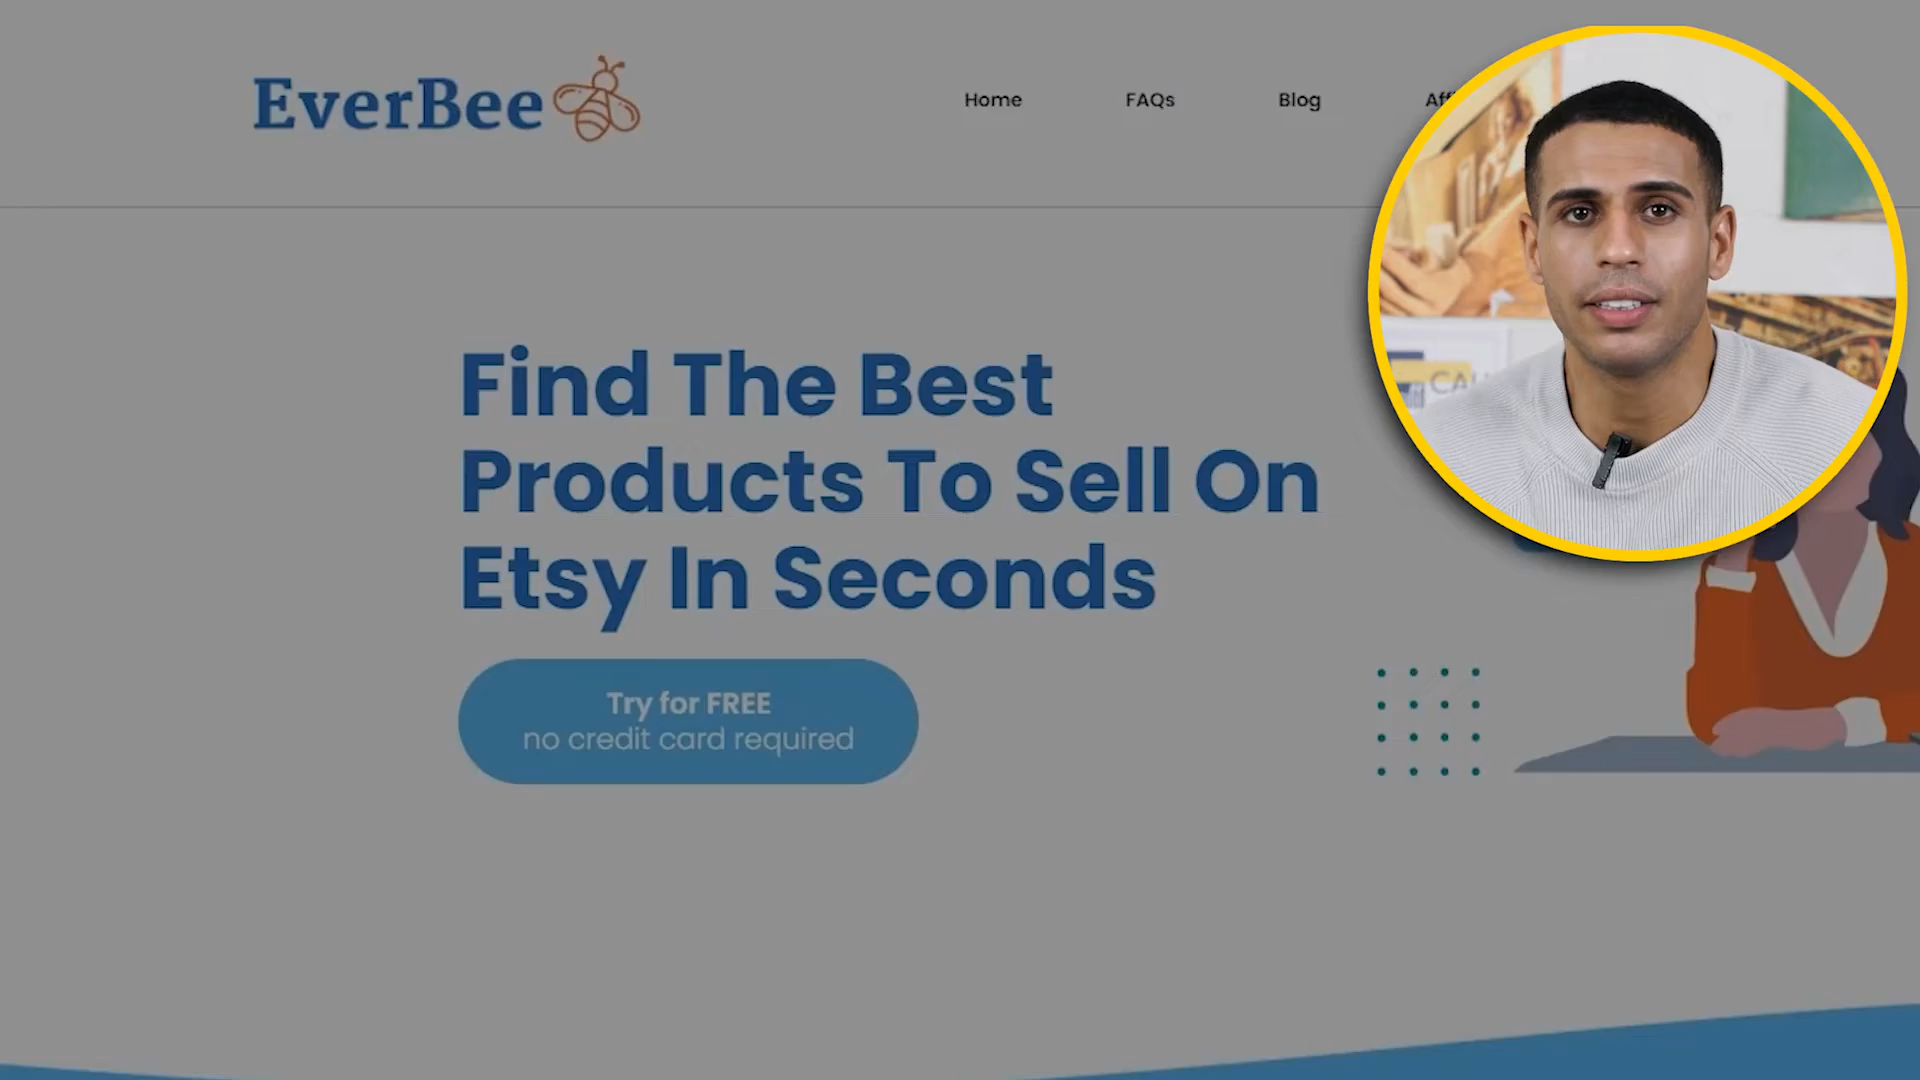 EverBee
Home
FAQs
Blog
Find The Best
Products To Sell On
Etsy In Seconds
Try for FREE
no credit card required